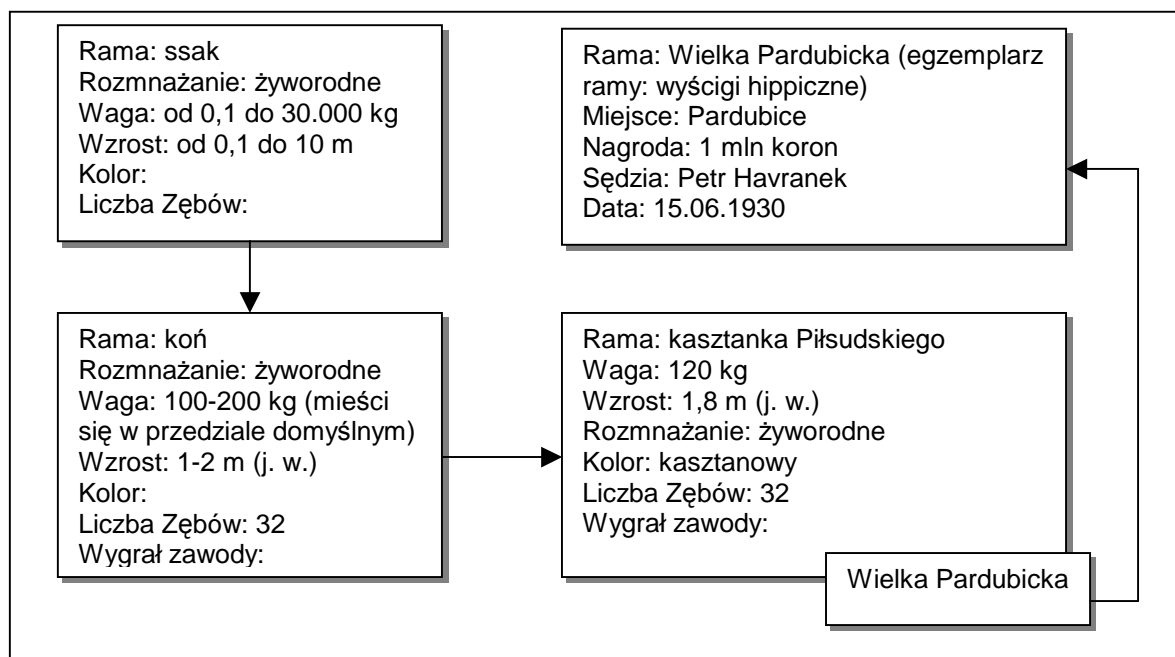 Rama: ssak
Rozmnażanie: żyworodne
Waga: od 0,1 do 30.000 kg
Wzrost: od 0,1 do 10 m
Kolor:
Liczba Zębów:
Rama: Wielka Pardubicka (egzemplarz
ramy: wyścigi hippiczne)
Miejsce: Pardubice
Nagroda: 1 mln koron
Sędzia: Petr Havranek
Data: 15.06.1930
Rama: koń
Rozmnażanie: żyworodne
Waga: 100-200 kg (mieści
się w przedziale domyślnym)
Wzrost: 1-2 m (j. w.)
Kolor:
Liczba Zębów: 32
Wygrał zawody:
Rama: kasztanka Piłsudskiego
Waga: 120 kg
Wzrost: 1,8 m (j. w.)
Rozmnażanie: żyworodne
Kolor: kasztanowy
Liczba Zębów: 32
Wygrał zawody:
Wielka Pardubicka